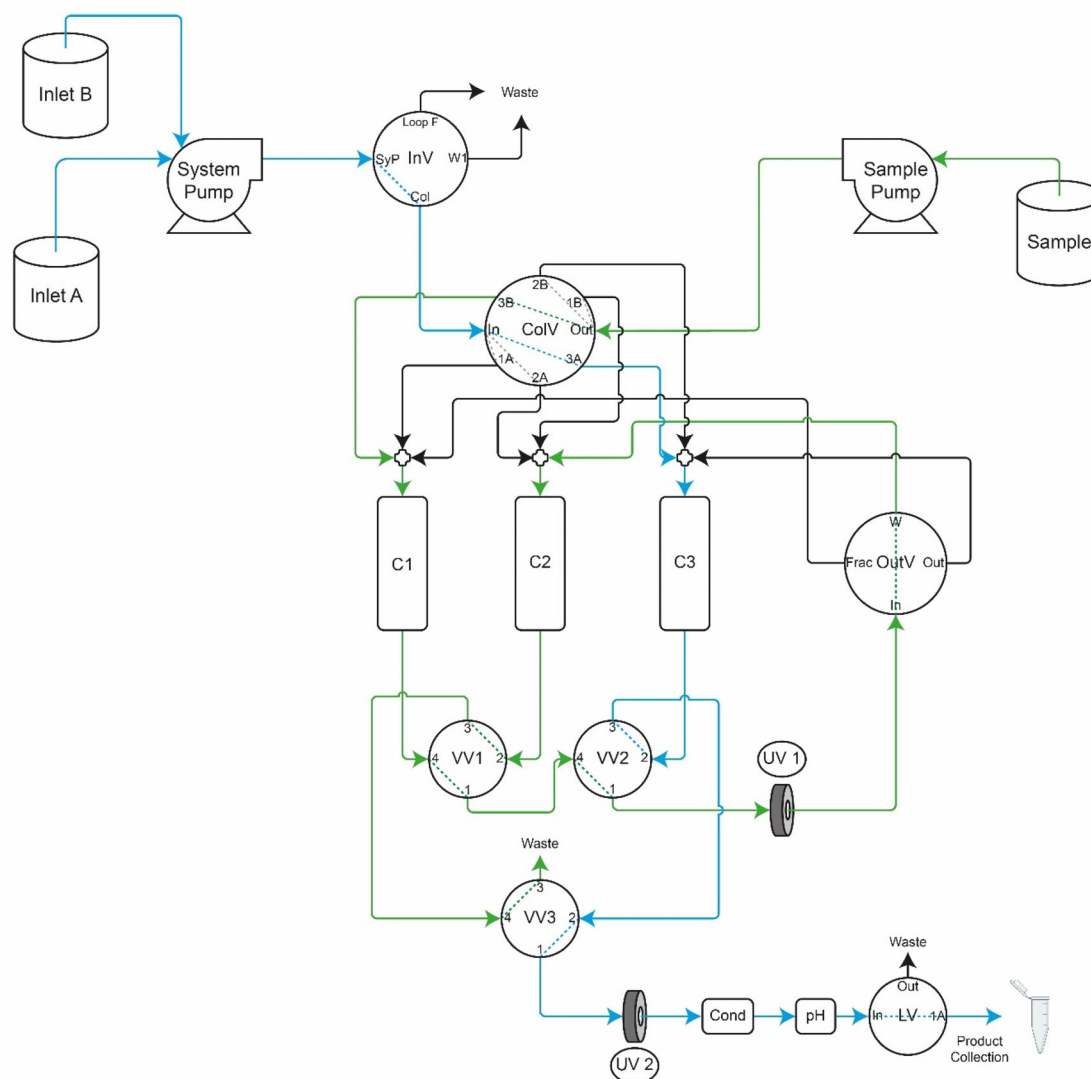 Inlet B
Inlet A
System
Pump
Loop F
InV
SyP
W1
Col
Waste
Sample
Pump
Sample
2B
3B
1B
In
ColV
Out
1A
3A
2A
C1
C2
C3
W
Frac
OutV
Out
In
3
4
VV1
2
1
3
4
VV2
2
1
UV 1
Waste
3
4
VV3
2
1
UV 2
Cond
pH
Waste
Out
In
LV
1A
Product
Collection